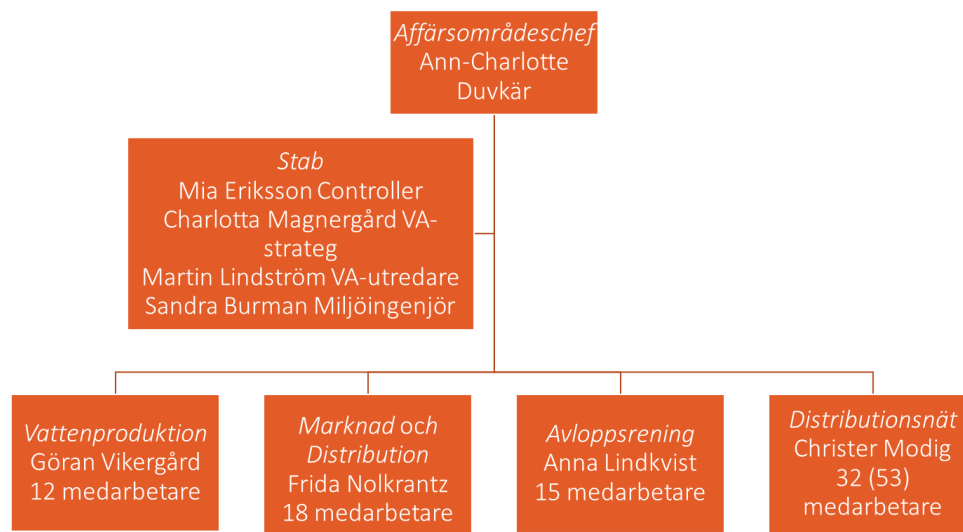 Affärsområdeschef
Ann-Charlotte
Duvkär
Stab
Mia Eriksson Controller
Charlotta Magnergård VA-
strateg
Martin Lindström VA-utredare
Sandra Burman Miljöingenjör
Vattenproduktion
Göran Vikergård
12 medarbetare
Marknad och
Distribution
Frida Nolkrantz
18 medarbetare
Avloppsrening
Anna Lindkvist
15 medarbetare
Distributionsnät
Christer Modig
32 (53)
medarbetare